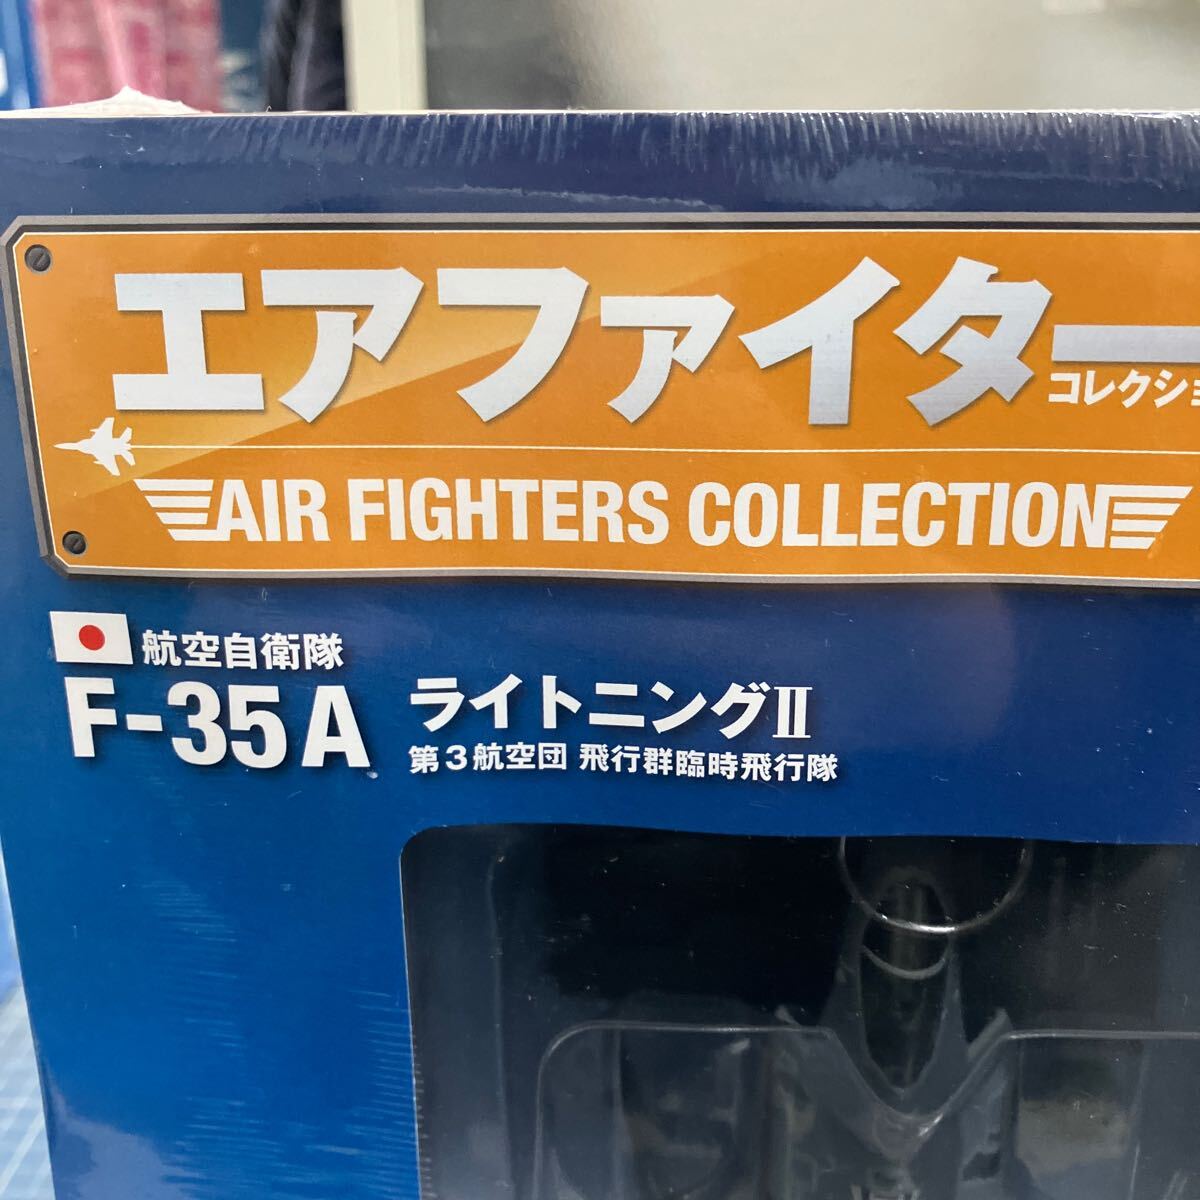 エアファイター
コレクショ
AIR FIGHTERS COLLECTION
航空自衛隊
F-35A ライトニングⅡ
第3航空団 飛行群臨時飛行隊